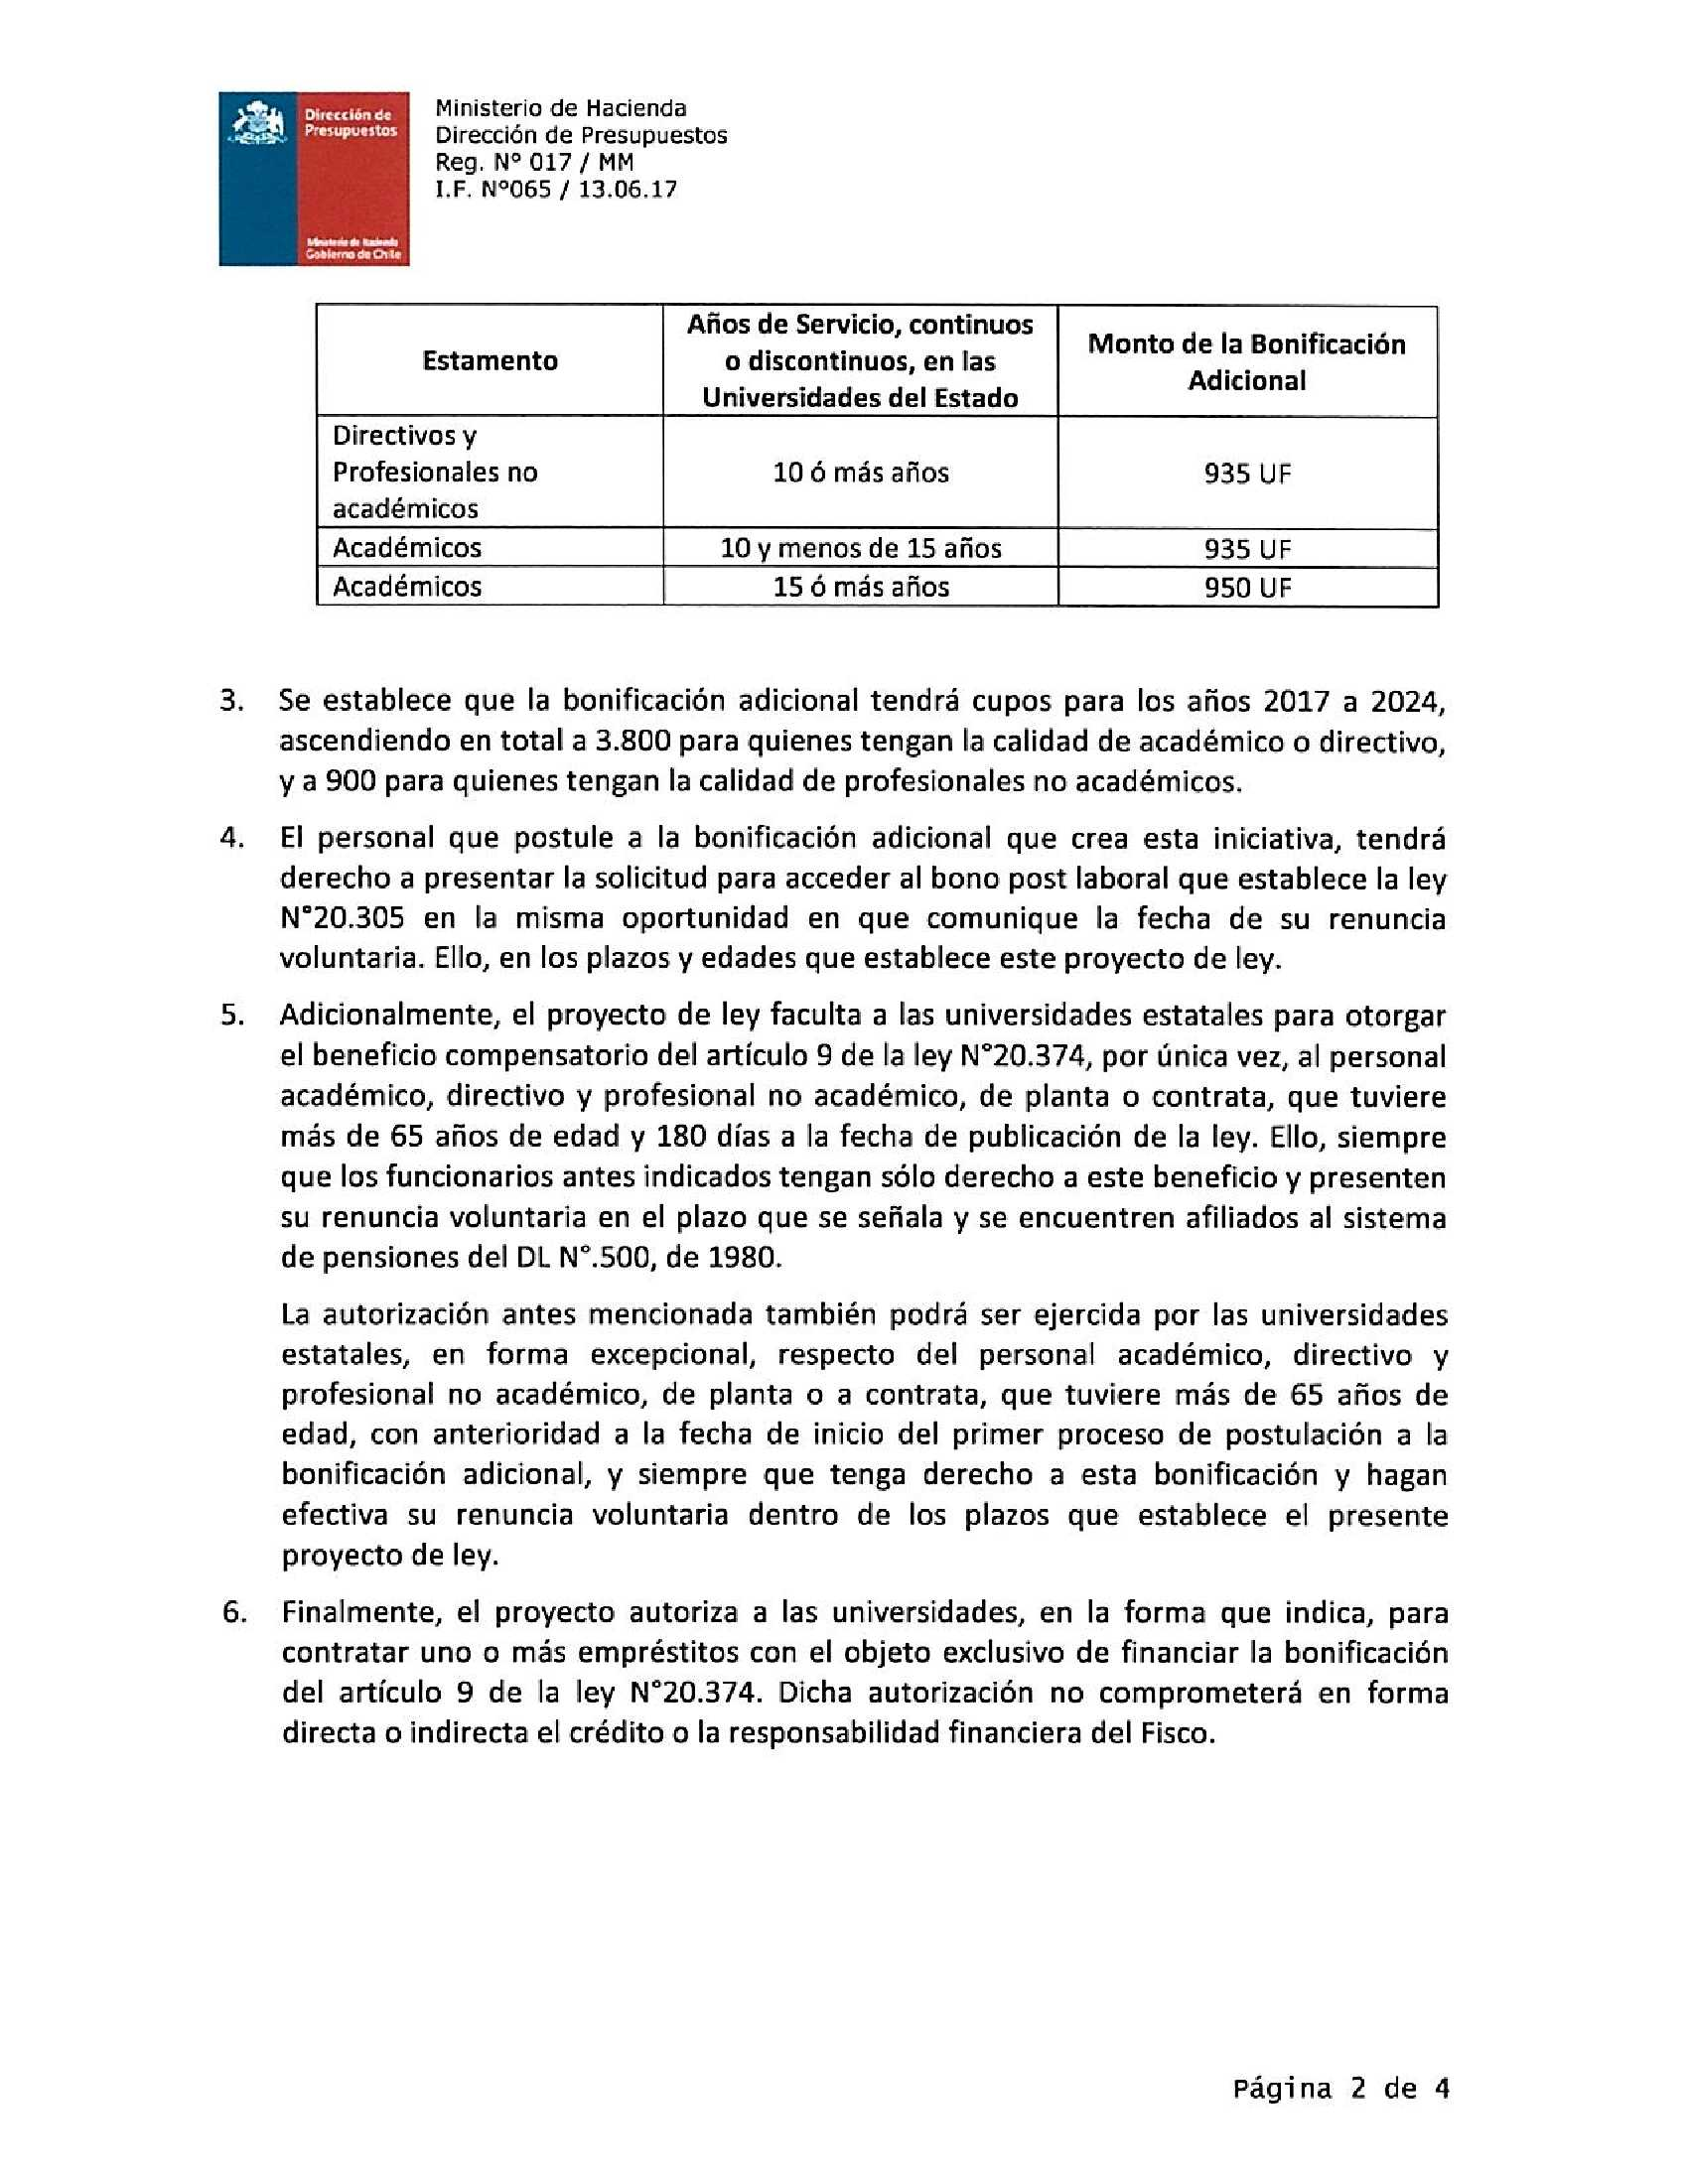 Dirección de
Presupuestos
Ministerio de Hacienda
Gobierno de Chile
Ministerio de Hacienda
Dirección de Presupuestos
Reg. Nº 017 / MM
I.F. Nº065 / 13.06.17
Estamento
Años de Servicio, continuos
o discontinuos, en las
Universidades del Estado
Monto de la Bonificación
Adicional
Directivos y
Profesionales no
académicos
10 ó más años
935 UF
Académicos
10 y menos de 15 años
935 UF
Académicos
15 ó más años
950 UF
3. Se establece que la bonificación adicional tendrá cupos para los años 2017 a 2024,
ascendiendo en total a 3.800 para quienes tengan la calidad de académico o directivo,
y a 900 para quienes tengan la calidad de profesionales no académicos.
4. El personal que postule a la bonificación adicional que crea esta iniciativa, tendrá
derecho a presentar la solicitud para acceder al bono post laboral que establece la ley
N°20.305 en la misma oportunidad en que comunique la fecha de su renuncia
voluntaria. Ello, en los plazos y edades que establece este proyecto de ley.
5. Adicionalmente, el proyecto de ley faculta a las universidades estatales para otorgar
el beneficio compensatorio del artículo 9 de la ley N°20.374, por única vez, al personal
académico, directivo y profesional no académico, de planta o contrata, que tuviere
más de 65 años de edad y 180 días a la fecha de publicación de la ley. Ello, siempre
que los funcionarios antes indicados tengan sólo derecho a este beneficio y presenten
su renuncia voluntaria en el plazo que se señala y se encuentren afiliados al sistema
de pensiones del DL N°.500, de 1980.
La autorización antes mencionada también podrá ser ejercida por las universidades
estatales, en forma excepcional, respecto del personal académico, directivo y
profesional no académico, de planta o a contrata, que tuviere más de 65 años de
edad, con anterioridad a la fecha de inicio del primer proceso de postulación a la
bonificación adicional, y siempre que tenga derecho a esta bonificación y hagan
efectiva su renuncia voluntaria dentro de los plazos que establece el presente
proyecto de ley.
6. Finalmente, el proyecto autoriza a las universidades, en la forma que indica, para
contratar uno o más empréstitos con el objeto exclusivo de financiar la bonificación
del artículo 9 de la ley N°20.374. Dicha autorización no comprometerá en forma
directa o indirecta el crédito o la responsabilidad financiera del Fisco.
Página 2 de 4